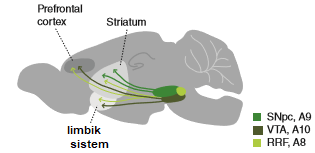 Prefrontal
cortex
Striatum
limbik
sistem
SNpc, A9
VTA, A10
RRF, A8